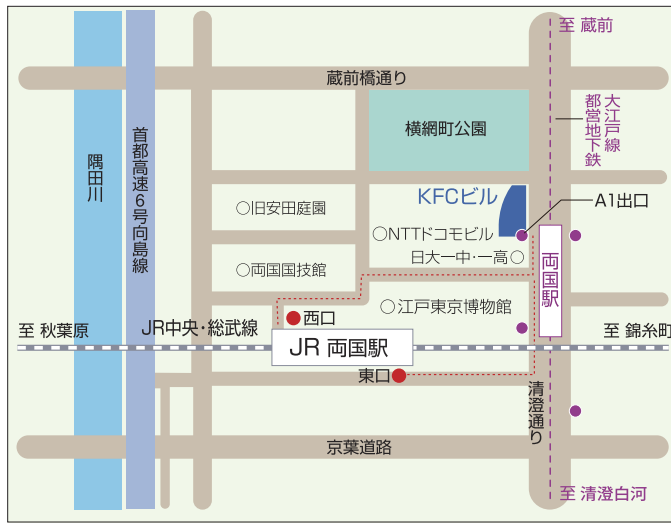 至 蔵前
蔵前橋通り
大江戸線
都営地下鉄
横網町公園
首都高速6号向島線
隅田川
KFCビル
A1出口
○旧安田庭園
○NTTドコモビル
日大一中・一高○
○両国国技館
両国駅
○江戸東京博物館
西口
至 秋葉原
JR中央・総武線
至 錦糸町
JR 両国駅
東口
清澄通り
京葉道路
至 清澄白河